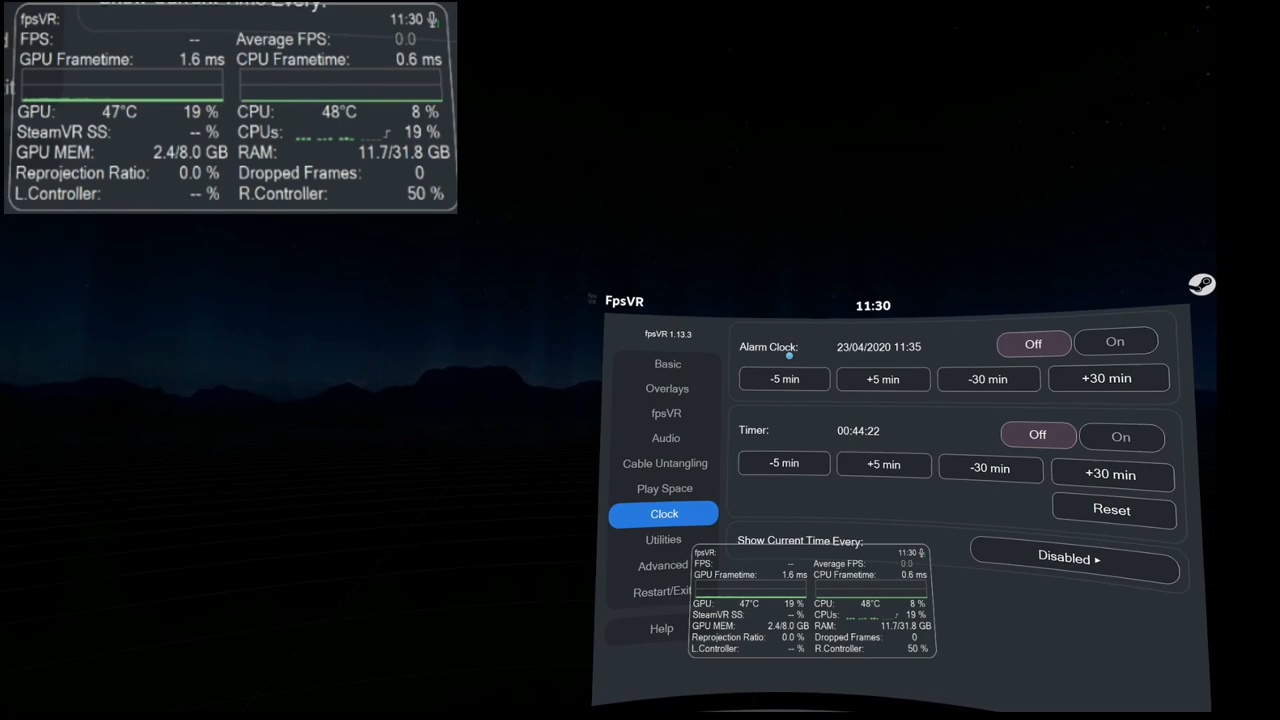 Show Current Time Every:
fpsVR: 11:30
FPS: -- Average FPS: 0.0
GPU Frametime: 1.6 ms CPU Frametime: 0.6 ms
GPU: 47°C 19 % CPU: 48°C 8 %
SteamVR SS: -- % CPUs: 19 %
GPU MEM: 2.4/8.0 GB RAM: 11.7/31.8 GB
Reprojection Ratio: 0.0 % Dropped Frames: 0
L.Controller: -- % R.Controller: 50 %
FpsVR 11:30
fpsVR 1.13.3
Basic
Overlays
fpsVR
Audio
Cable Untangling
Play Space
Clock
Utilities
Advanced
Restart/Exit
Help
Alarm Clock: 23/04/2020 11:35 Off On
-5 min +5 min -30 min +30 min
Timer: 00:44:22 Off On
-5 min +5 min -30 min +30 min
Reset
Show Current Time Every: Disabled ▸
fpsVR: 11:30
FPS: -- Average FPS: 0.0
GPU Frametime: 1.6 ms CPU Frametime: 0.6 ms
GPU: 47°C 19 % CPU: 48°C 8 %
SteamVR SS: -- % CPUs: 19 %
GPU MEM: 2.4/8.0 GB RAM: 11.7/31.8 GB
Reprojection Ratio: 0.0 % Dropped Frames: 0
L.Controller: -- % R.Controller: 50 %